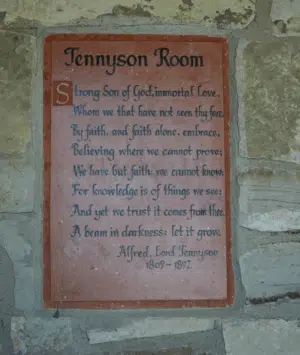 Tennyson Room
Strong Son of God, immortal Love,
Whom we that have not seen thy face,
By faith, and faith alone, embrace,
Believing where we cannot prove;
We have but faith: we cannot know;
For knowledge is of things we see;
And yet we trust it comes from thee,
A beam in darkness: let it grow.
Alfred, Lord Tennyson
1809-1892